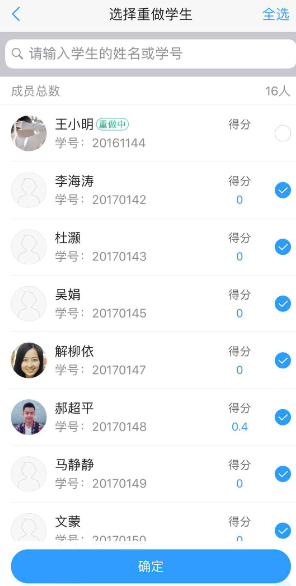 选择重做学生
全选
请输入学生的姓名或学号
成员总数
16人
王小明 重做中
得分
学号：20161144
李海涛
得分
学号：20170142
0
杜灏
得分
学号：20170143
0
吴娟
得分
学号：20170145
0
解柳依
得分
学号：20170147
0
郝超平
得分
学号：20170148
0.4
马静静
得分
学号：20170149
0
文蒙
得分
学号：20170150
0
确定